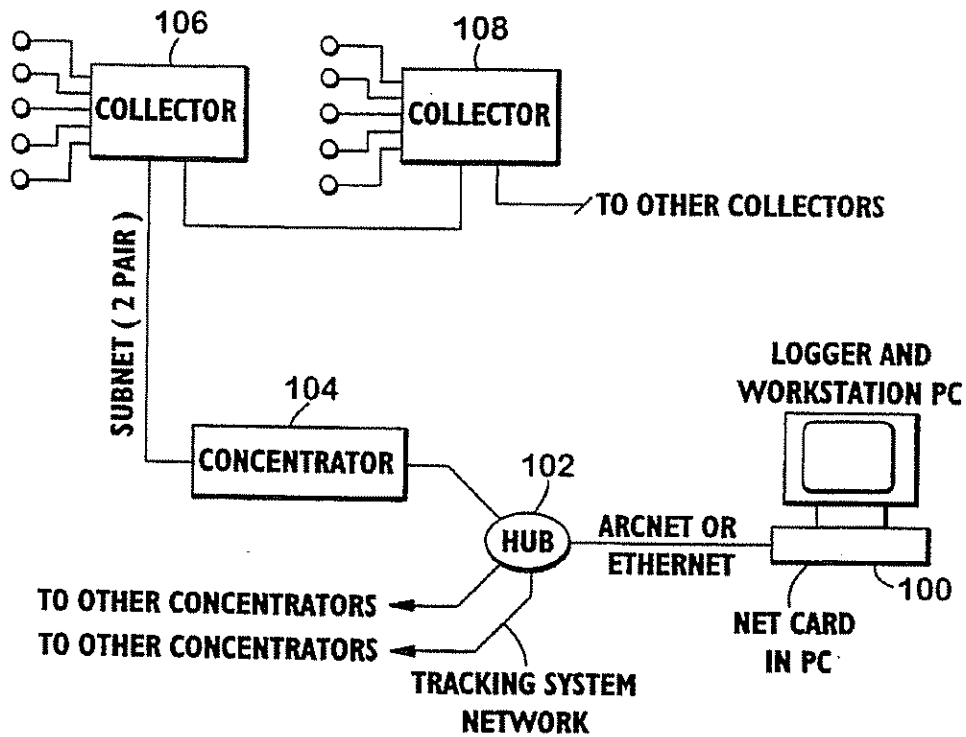 106
108
COLLECTOR
COLLECTOR
TO OTHER COLLECTORS
SUBNET ( 2 PAIR )
LOGGER AND
WORKSTATION PC
104
CONCENTRATOR
102
HUB
ARCNET OR
ETHERNET
100
TO OTHER CONCENTRATORS
TO OTHER CONCENTRATORS
NET CARD
IN PC
TRACKING SYSTEM
NETWORK